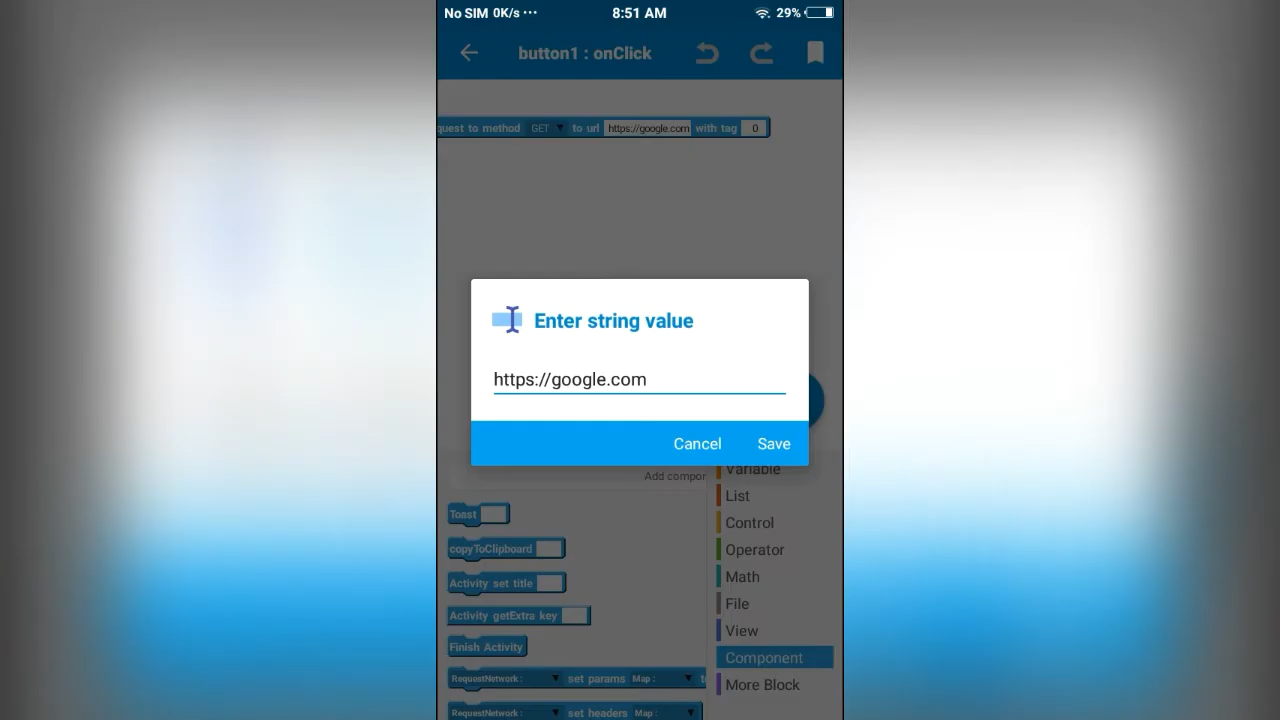 No SIM 0K/s ··· 8:51 AM 29%
button1 : onClick
quest to method GET to url https://google.com with tag 0
Enter string value
https://google.com
Cancel Save
Add compor
Variable
List
Control
Operator
Math
File
View
Component
More Block
Toast
copyToClipboard
Activity set title
Activity getExtra key
Finish Activity
RequestNetwork : set params Map : t
RequestNetwork : set headers Map :